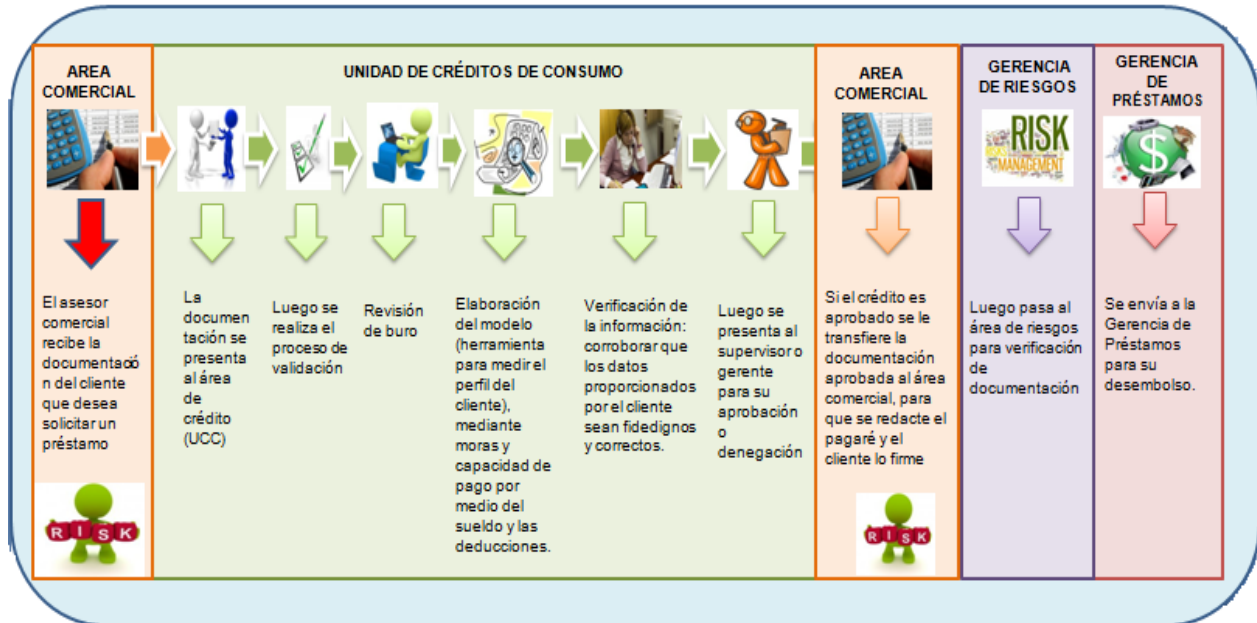 AREA
COMERCIAL
UNIDAD DE CRÉDITOS DE CONSUMO
AREA
COMERCIAL
GERENCIA
DE RIESGOS
GERENCIA
DE
PRÉSTAMOS
RISK
MANAGEMENT
$
El asesor
comercial
recibe la
documentació
n del cliente
que desea
solicitar un
préstamo
RISK
La
documen
tación se
presenta
al área
de
crédito
(UCC)
Luego se
realiza el
proceso de
validación
Revisión
de buro
Elaboración
del modelo
(herramienta
para medir el
perfil del
cliente),
mediante
moras y
capacidad de
pago por
medio del
sueldo y las
deducciones.
Verificación de
la información:
corroborar que
los datos
proporcionados
por el cliente
sean fidedignos
y correctos.
Luego se
presenta al
supervisor o
gerente
para su
aprobación
o
denegación
Si el crédito es
aprobado se le
transfiere la
documentación
aprobada al área
comercial, para
que se redacte el
pagaré y el
cliente lo firme
RISK
Luego pasa al
área de riesgos
para verificación
de
documentación
Se envía a la
Gerencia de
Préstamos
para su
desembolso.